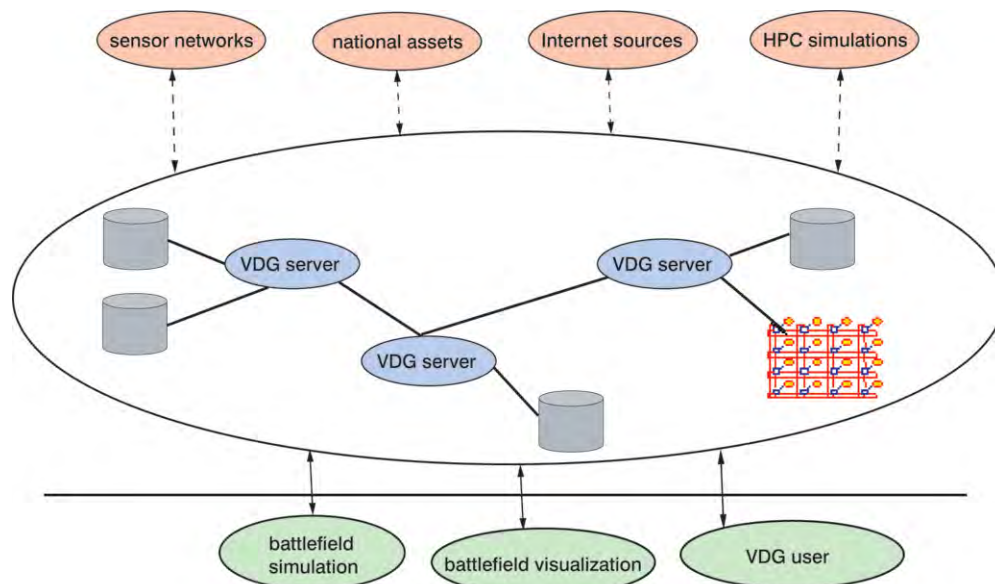 sensor networks
national assets
Internet sources
HPC simulations
VDG server
VDG server
VDG server
battlefield
simulation
battlefield visualization
VDG user